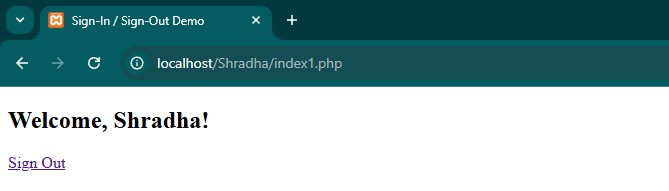 Sign-In / Sign-Out Demo
localhost/Shradha/index1.php
Welcome, Shradha!
Sign Out